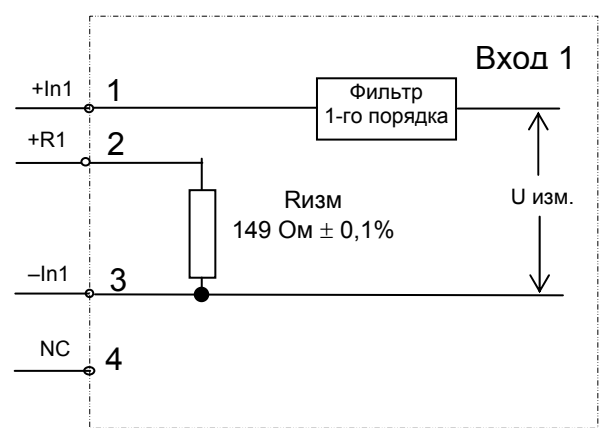 Вход 1
+In1
1
Фильтр
1-го порядка
+R1
2
U изм.
Rизм
149 Ом ± 0,1%
–In1
3
NC
4